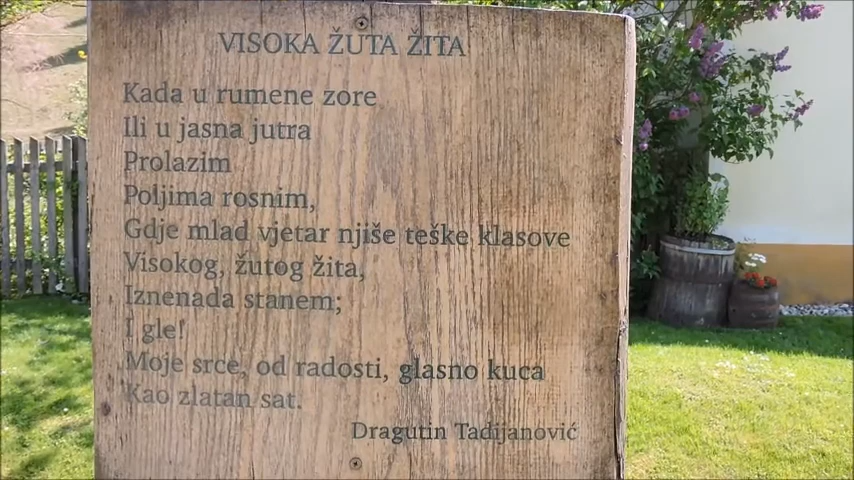 VISOKA ŽUTA ŽITA
Kada u rumene zore
Ili u jasna jutra
Prolazim
Poljima rosnim,
Gdje mlad vjetar njiše teške klasove
Visokog, žutog žita,
Iznenada stanem;
I gle!
Moje srce, od radosti, glasno kuca
Kao zlatan sat.
Dragutin Tadijanović